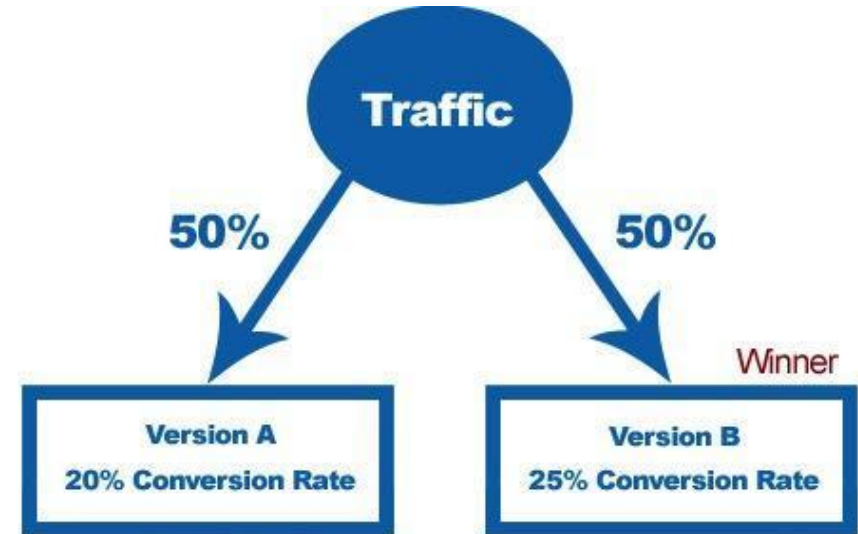 Traffic
50%
50%
Winner
Version A
20% Conversion Rate
Version B
25% Conversion Rate